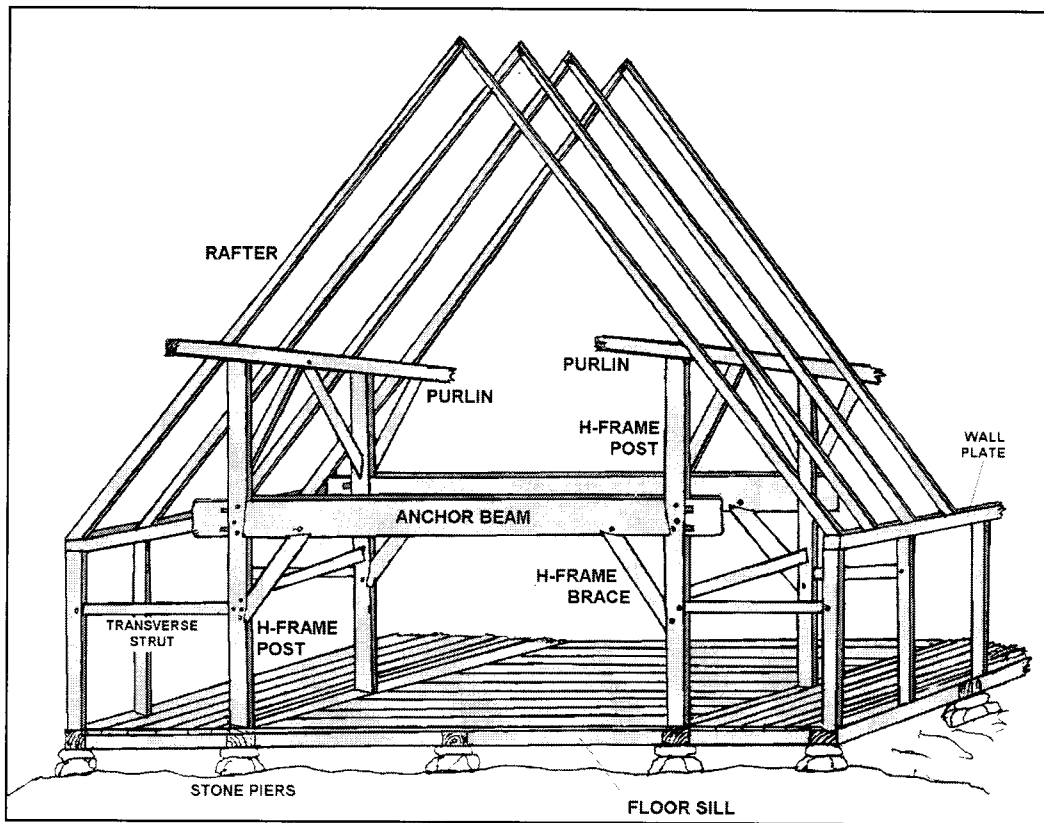 RAFTER
PURLIN
PURLIN
H-FRAME
POST
WALL
PLATE
ANCHOR BEAM
H-FRAME
BRACE
TRANSVERSE
STRUT
H-FRAME
POST
STONE PIERS
FLOOR SILL